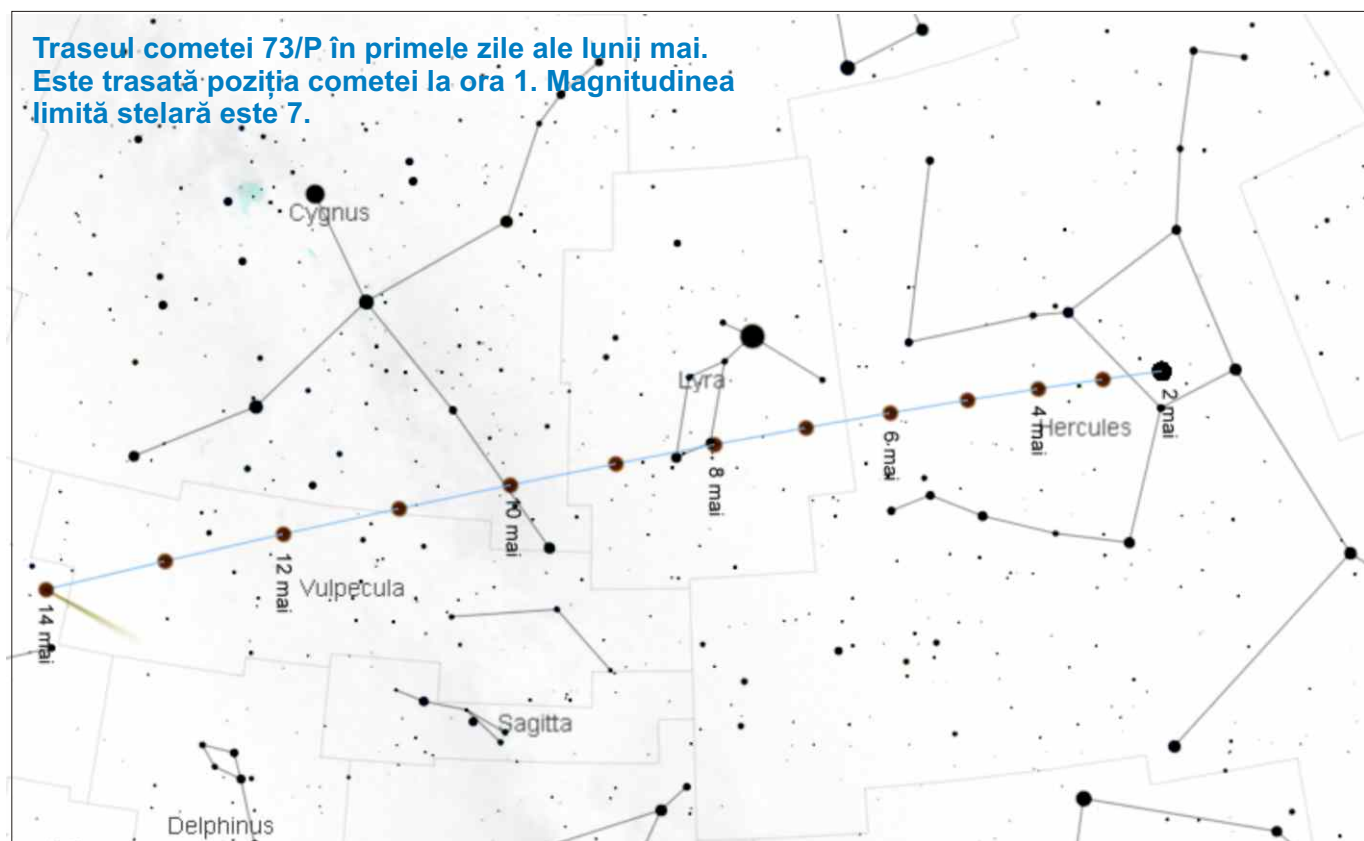 Traseul cometei 73/P în primele zile ale lunii mai.
Este trasată poziția cometei la ora 1. Magnitudinea
limită stelară este 7.
Cygnus
Lyra
Hercules
2 mai
4 mai
6 mai
8 mai
10 mai
12 mai
14 mai
Vulpecula
Sagitta
Delphinus